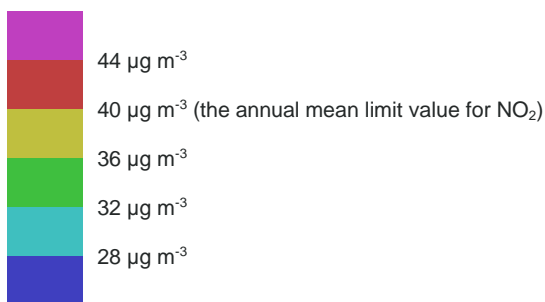 44 µg m⁻³
40 µg m⁻³ (the annual mean limit value for NO₂)
36 µg m⁻³
32 µg m⁻³
28 µg m⁻³